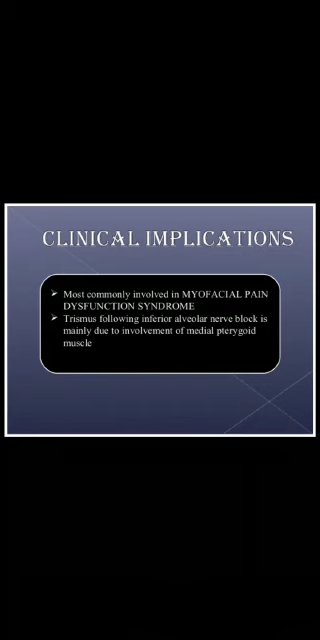 CLINICAL IMPLICATIONS
➤ Most commonly involved in MYOFACIAL PAIN
DYSFUNCTION SYNDROME
➤ Trismus following inferior alveolar nerve block is
mainly due to involvement of medial pterygoid
muscle